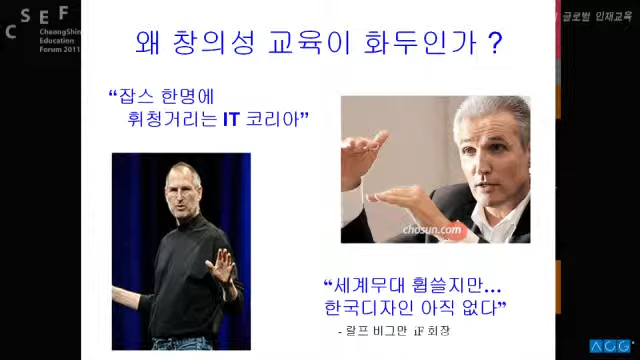 CSEF
CheongShim
Education
Forum 2011
글로벌 인재교육
왜 창의성 교육이 화두인가 ?
“잡스 한명에
휘청거리는 IT 코리아”
chosun.com
“세계무대 휩쓸지만...
한국디자인 아직 없다”
- 랄프 비그만 iF 회장
ACG